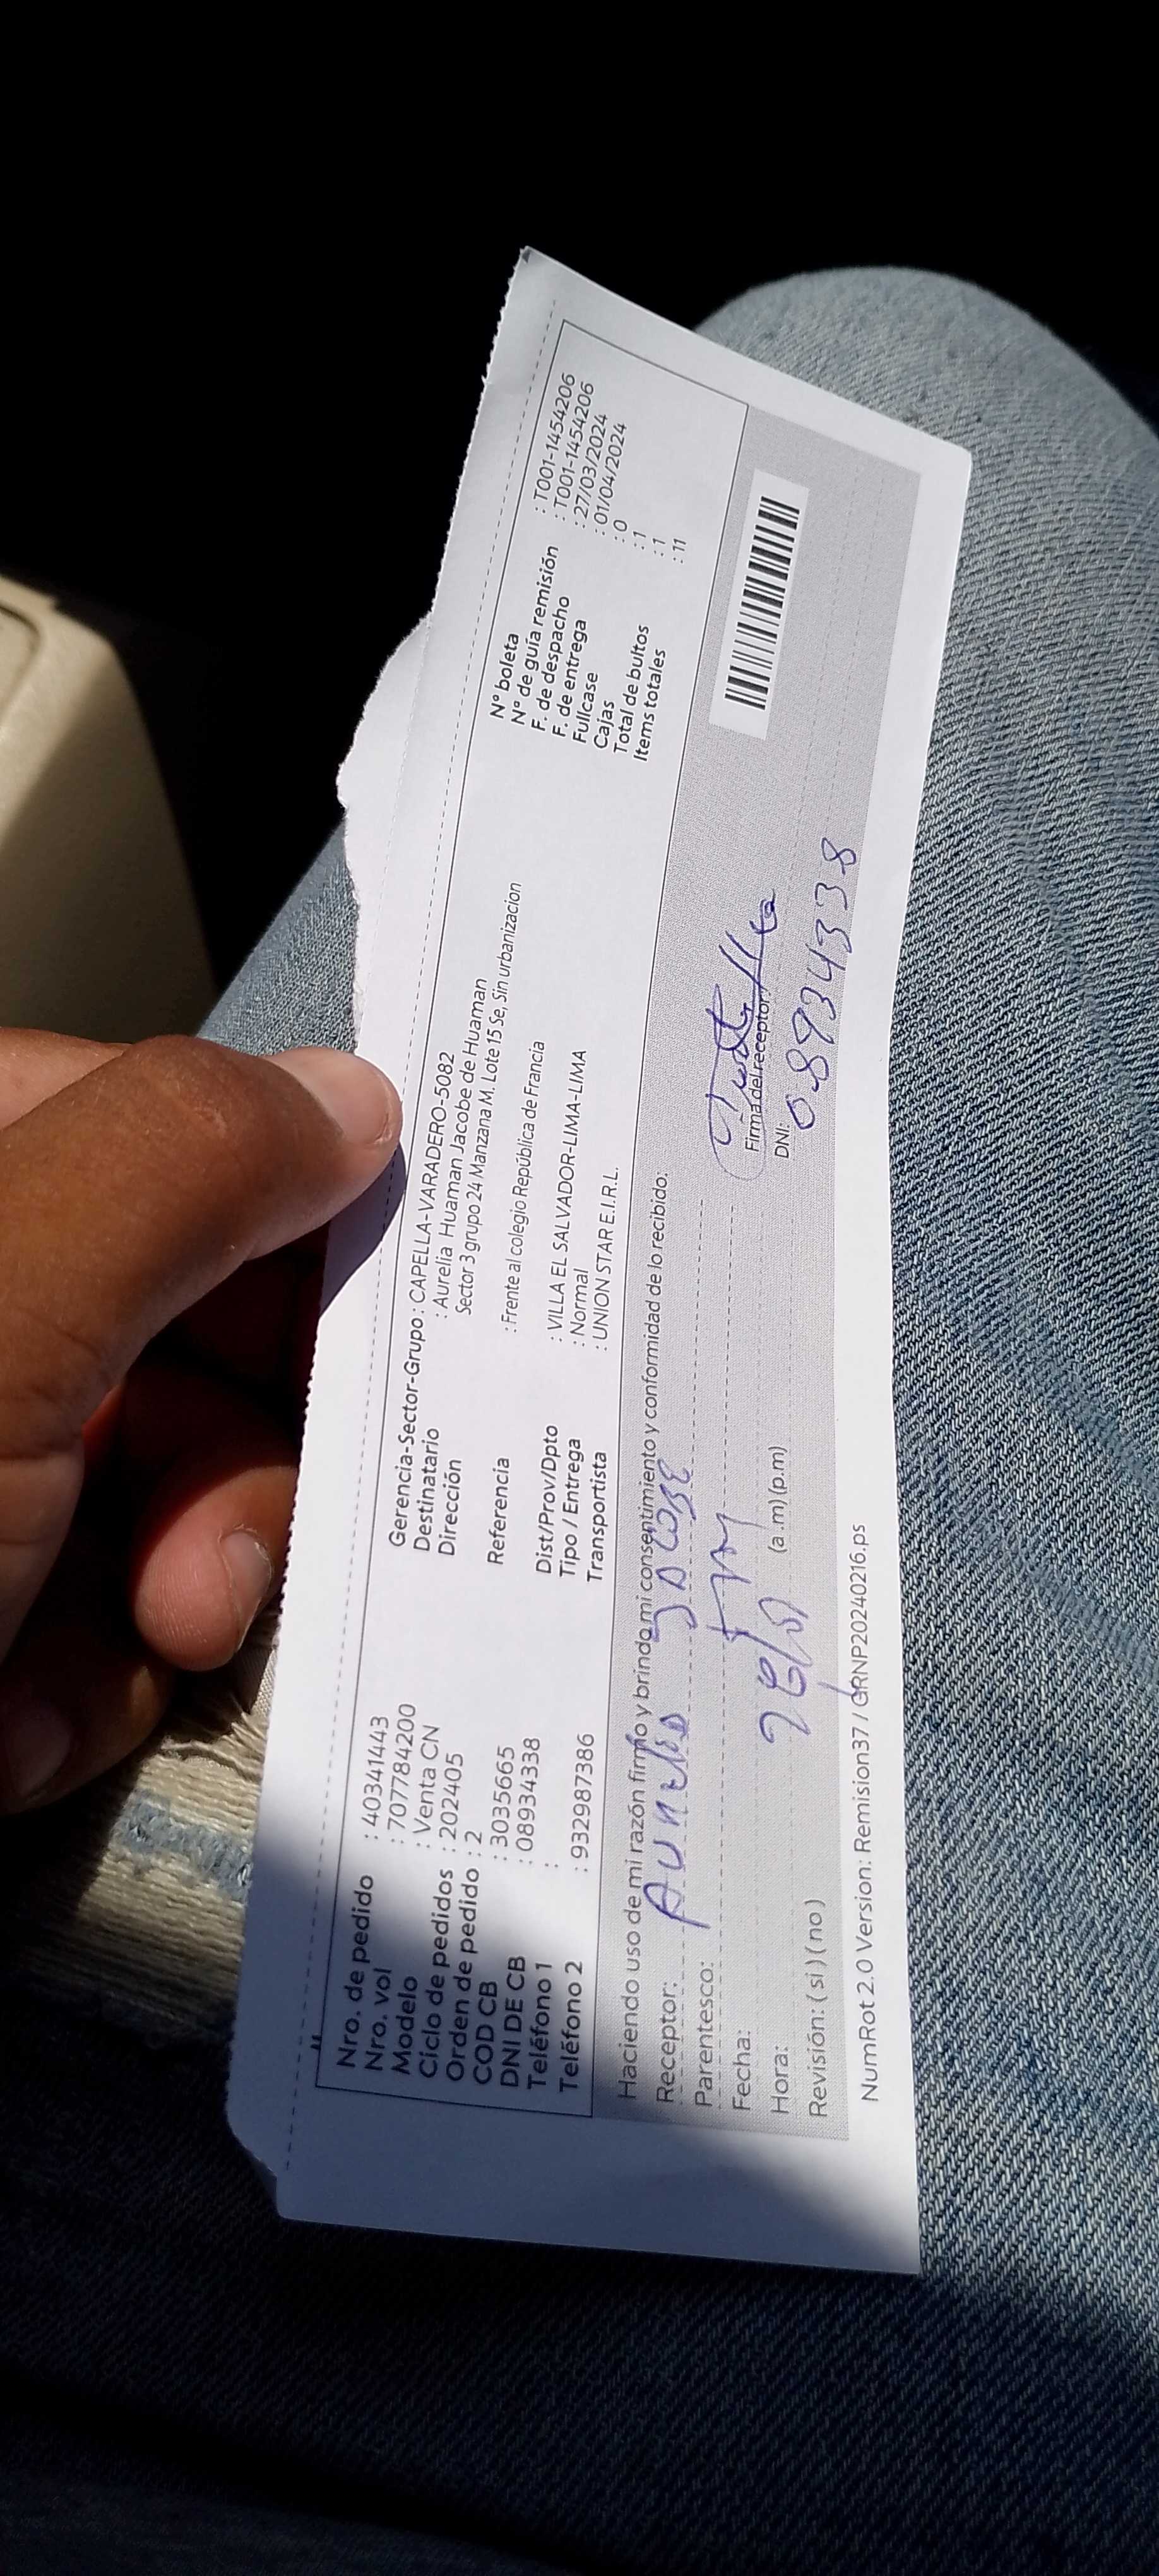 Nro. de pedido : 40341443
Nro. vol : 707784200
Modelo : Venta CN
Ciclo de pedidos : 202405
Orden de pedido : 2
COD CB : 3035665
DNI DE CB : 08934338
Teléfono 1 :
Teléfono 2 : 932987386
Gerencia-Sector-Grupo : CAPELLA-VARADERO-5082
Destinatario : Aurelia Huaman Jacobe de Huaman
Dirección Sector 3 grupo 24 Manzana M. Lote 15 Se, Sin urbanizacion
Referencia : Frente al colegio República de Francia
Dist/Prov/Dpto : VILLA EL SALVADOR-LIMA-LIMA
Tipo / Entrega : Normal
Transportista : UNION STAR E.I.R.L.
N° boleta : T001-1454206
N° de guía remisión : T001-1454206
F. de despacho : 27/03/2024
F. de entrega : 01/04/2024
Fullcase : 0
Cajas : 1
Total de bultos : 1
Items totales : 11
Haciendo uso de mi razón firmo y brindo mi consentimiento y conformidad de lo recibido:
Receptor:
Parentesco:
Fecha:
Hora: (a.m) (p.m)
Revisión: ( si ) ( no )
Firma del receptor:
DNI: 08934338
NumRot 2.0 Version: Remision37 / GRNP20240216.ps